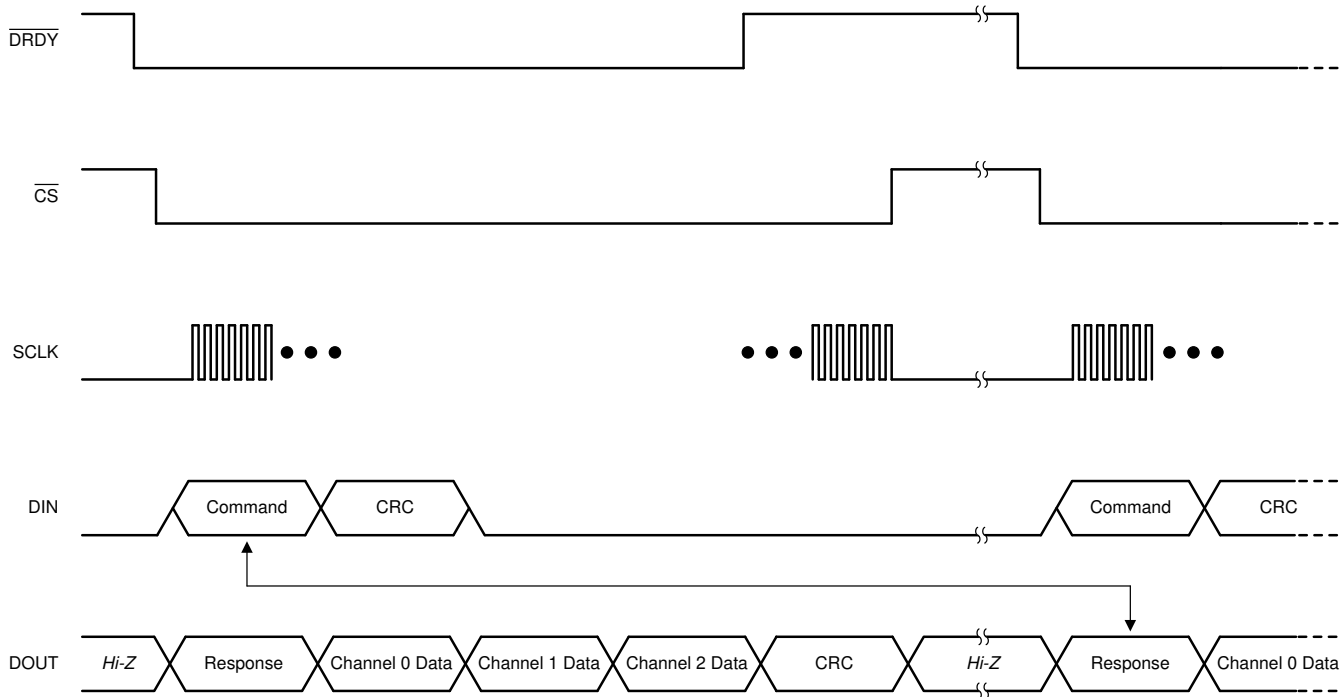 DRDY
CS
SCLK
DIN Command CRC Command CRC
DOUT Hi-Z Response Channel 0 Data Channel 1 Data Channel 2 Data CRC Hi-Z Response Channel 0 Data